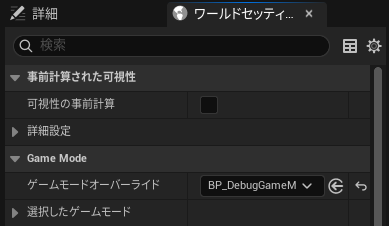 詳細
ワールドセッティ...
検索
事前計算された可視性
可視性の事前計算
詳細設定
Game Mode
ゲームモードオーバーライド
BP_DebugGameM
選択したゲームモード